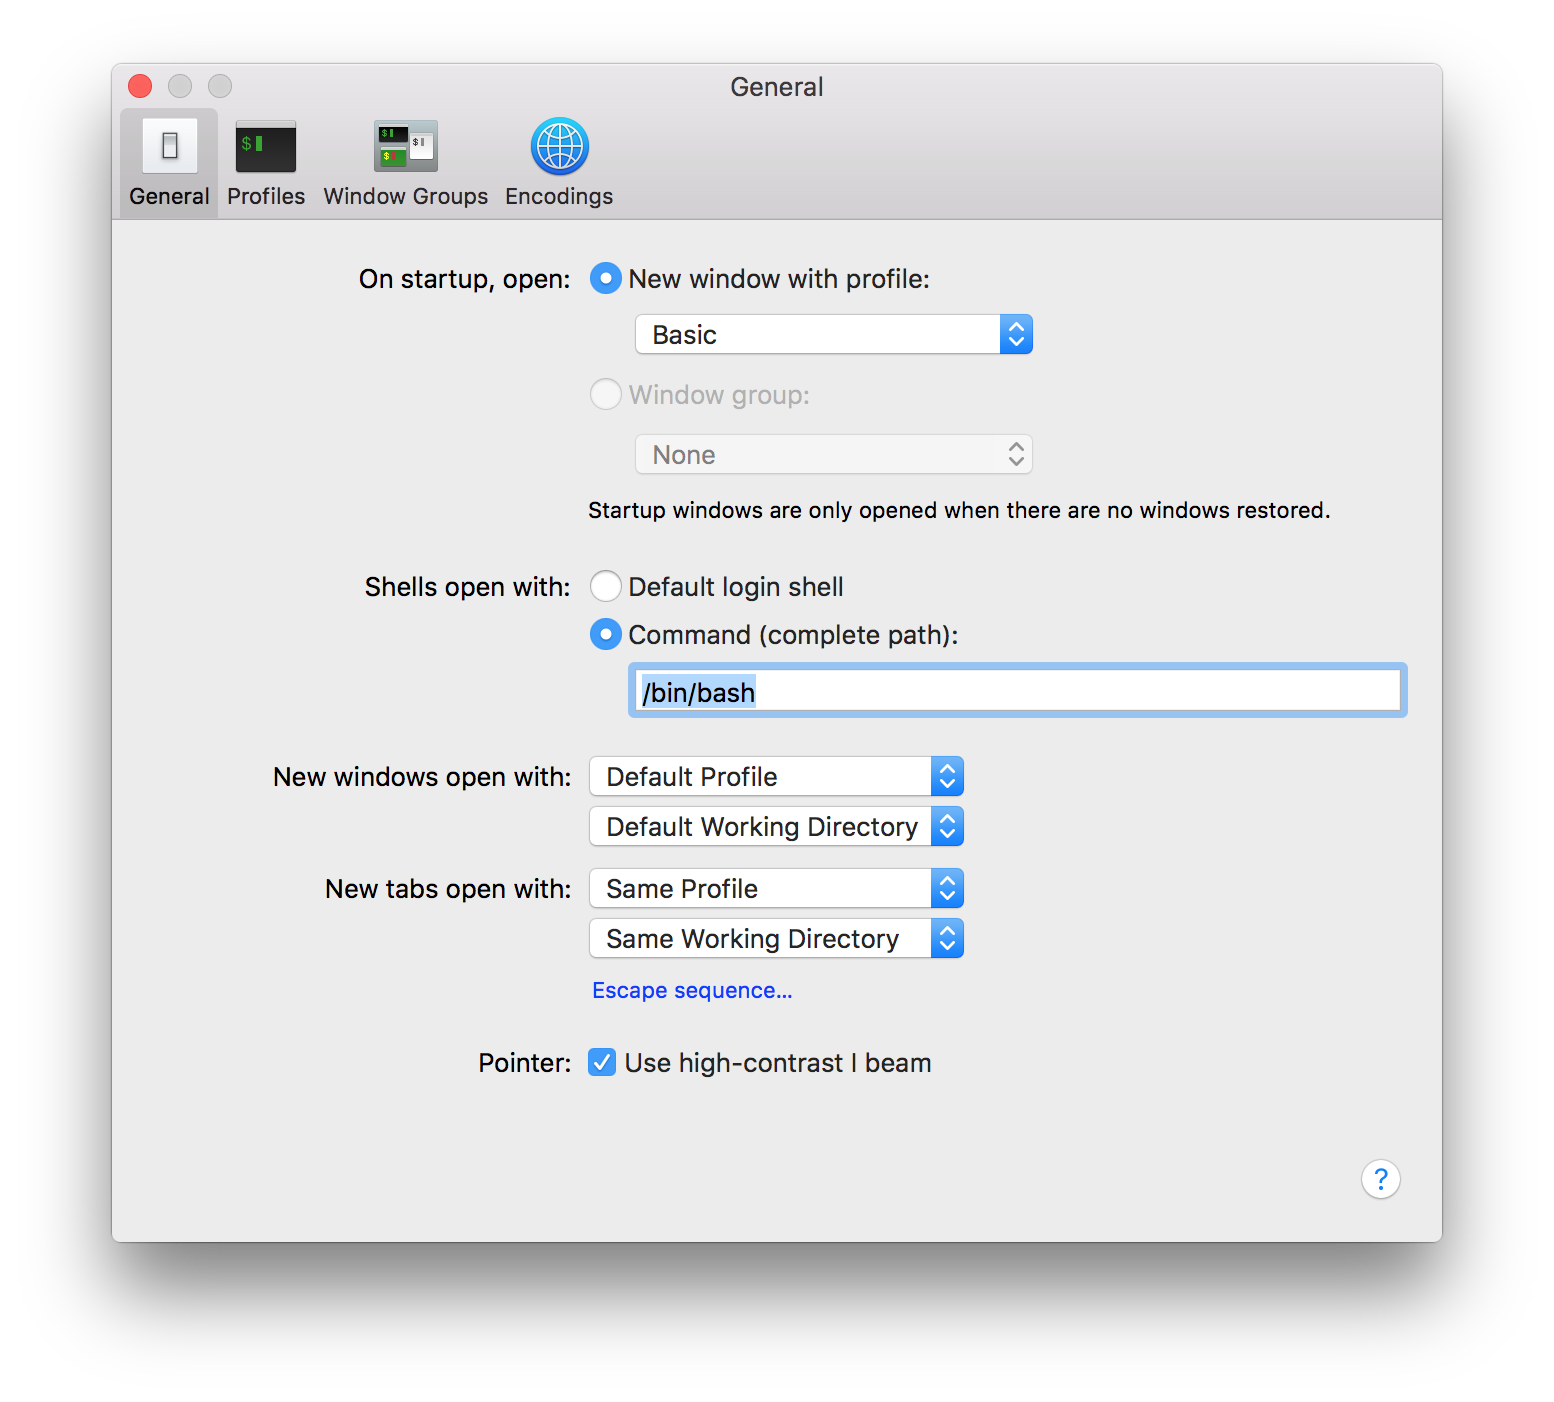 General
General Profiles Window Groups Encodings
On startup, open: New window with profile:
Basic
Window group:
None
Startup windows are only opened when there are no windows restored.
Shells open with: Default login shell
Command (complete path):
/bin/bash
New windows open with: Default Profile
Default Working Directory
New tabs open with: Same Profile
Same Working Directory
Escape sequence...
Pointer: Use high-contrast I beam
?